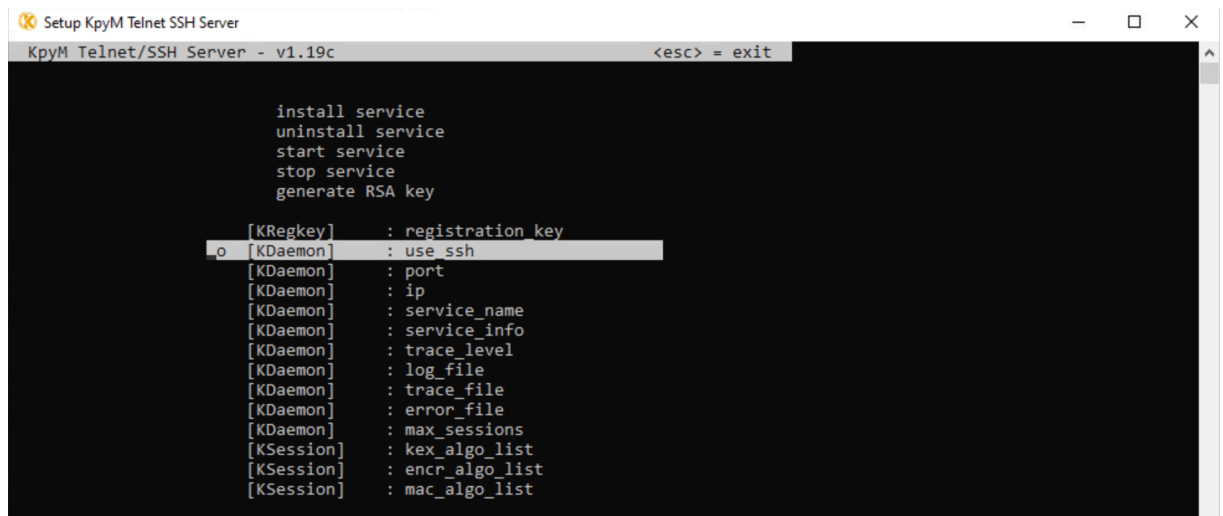 Setup KpyM Telnet SSH Server
KpyM Telnet/SSH Server - v1.19c <esc> = exit
install service
uninstall service
start service
stop service
generate RSA key
[KRegkey] : registration_key
o [KDaemon] : use_ssh
[KDaemon] : port
[KDaemon] : ip
[KDaemon] : service_name
[KDaemon] : service_info
[KDaemon] : trace_level
[KDaemon] : log_file
[KDaemon] : trace_file
[KDaemon] : error_file
[KDaemon] : max_sessions
[KSession] : kex_algo_list
[KSession] : encr_algo_list
[KSession] : mac_algo_list